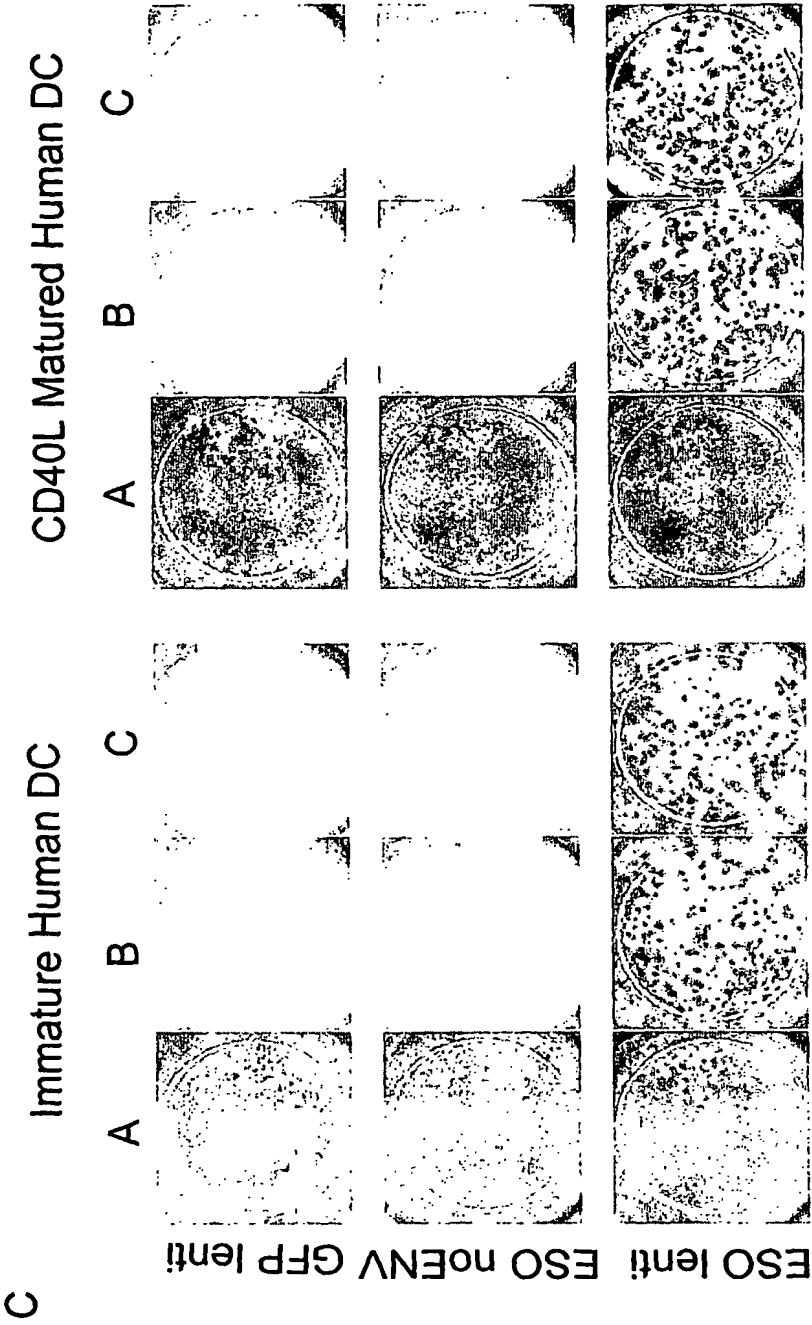 C
Immature Human DC
CD40L Matured Human DC
A B C
A B C
GFP lenti
ESO noENV
ESO lenti